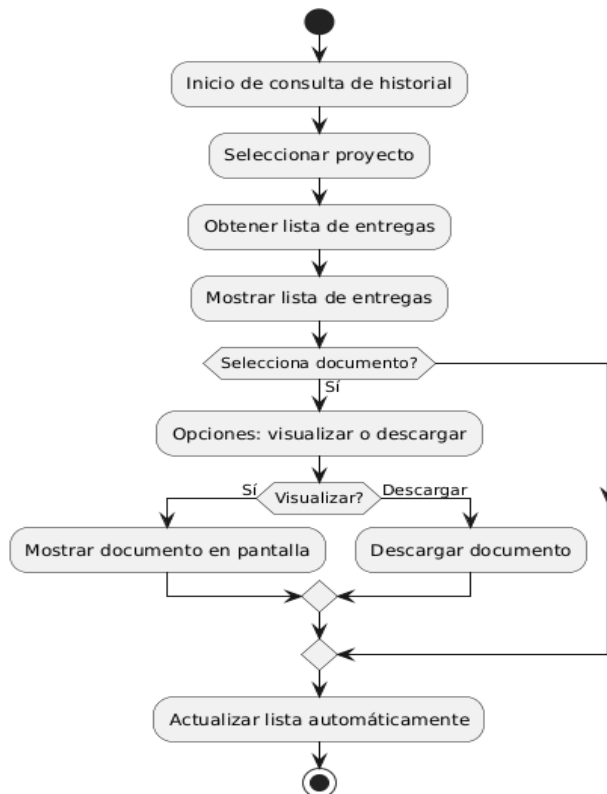 Inicio de consulta de historial
Seleccionar proyecto
Obtener lista de entregas
Mostrar lista de entregas
Selecciona documento?
Sí
Opciones: visualizar o descargar
Sí
Visualizar?
Descargar
Mostrar documento en pantalla
Descargar documento
Actualizar lista automáticamente